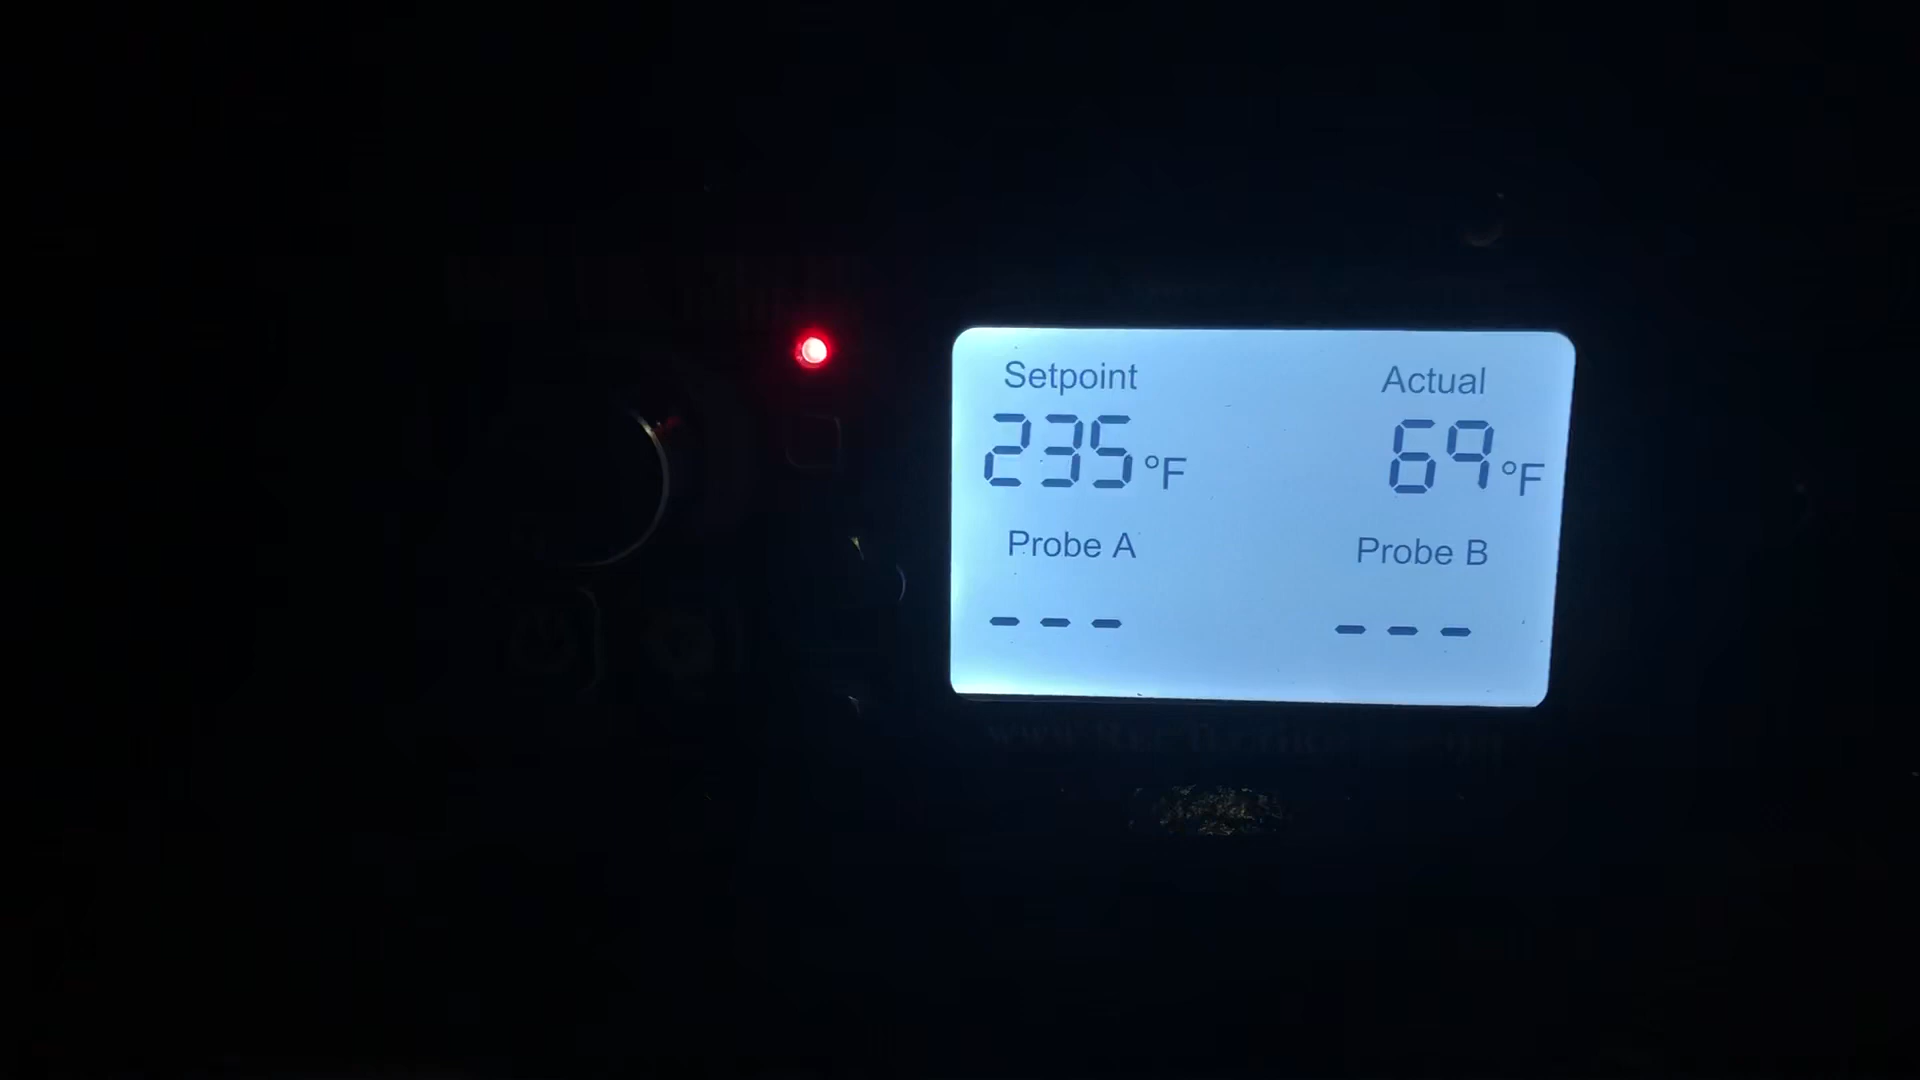 Setpoint Actual
235°F 69°F
Probe A Probe B
--- ---